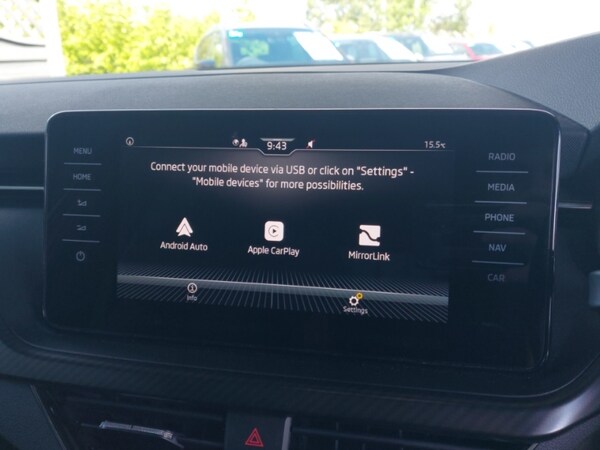 9:43
15.5°C
MENU
HOME
Connect your mobile device via USB or click on "Settings" -
"Mobile devices" for more possibilities.
Android Auto
Apple CarPlay
MirrorLink
Info
Settings
RADIO
MEDIA
PHONE
NAV
CAR